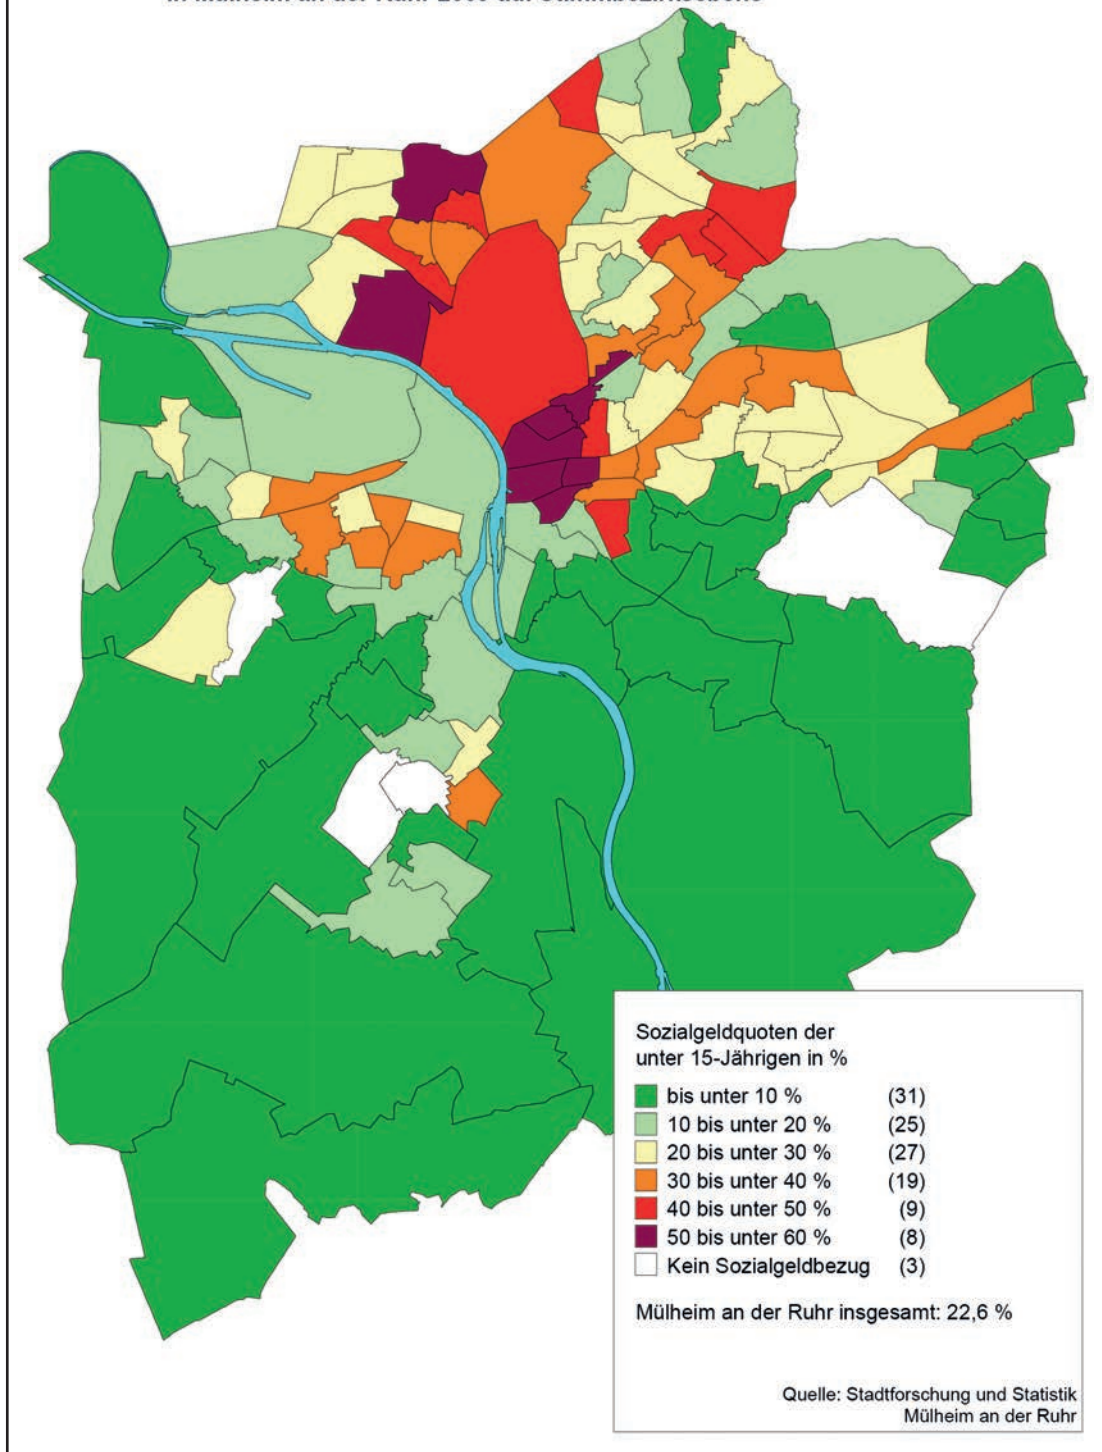 Sozialgeldquoten der
unter 15-Jährigen in %
bis unter 10 % (31)
10 bis unter 20 % (25)
20 bis unter 30 % (27)
30 bis unter 40 % (19)
40 bis unter 50 % (9)
50 bis unter 60 % (8)
Kein Sozialgeldbezug (3)
Mülheim an der Ruhr insgesamt: 22,6 %
Quelle: Stadtforschung und Statistik
Mülheim an der Ruhr